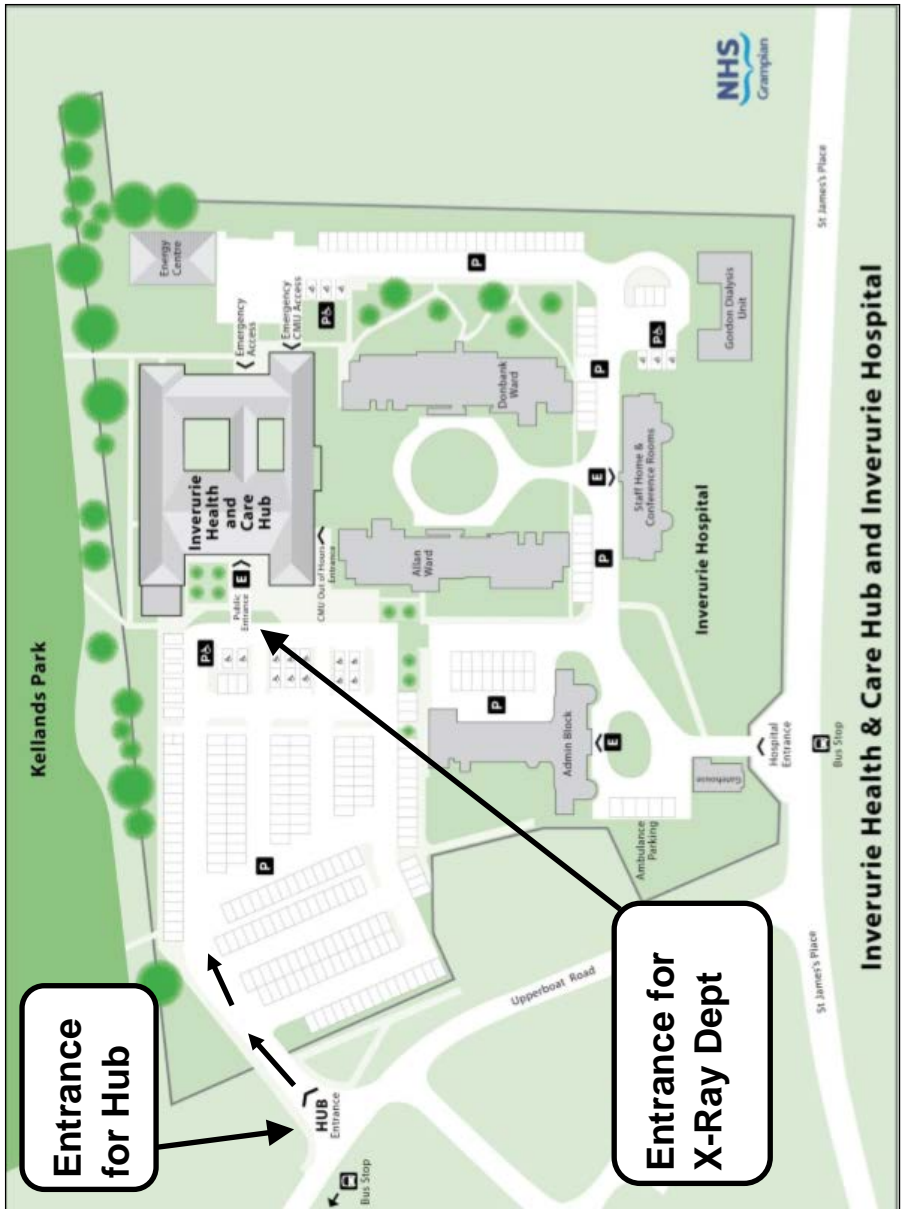 Kellands Park
Entrance
for Hub
HUB
Entrance
Bus Stop
P
P♿
Public
Entrance
E
Inverurie
Health
and
Care
Hub
CMU Out of Hours
Entrance
Energy
Centre
Emergency
Access
Emergency
CMU Access
P♿
P
Allan
Ward
Donbank
Ward
P
P
P
Admin Block
E
E
Staff Home &
Conference Rooms
P♿
Gordon Dialysis
Unit
Inverurie Hospital
Ambulance
Parking
Gatehouse
Hospital
Entrance
Bus Stop
Upperboat Road
Entrance for
X-Ray Dept
St James's Place
St James's Place
NHS
Grampian
Inverurie Health & Care Hub and Inverurie Hospital